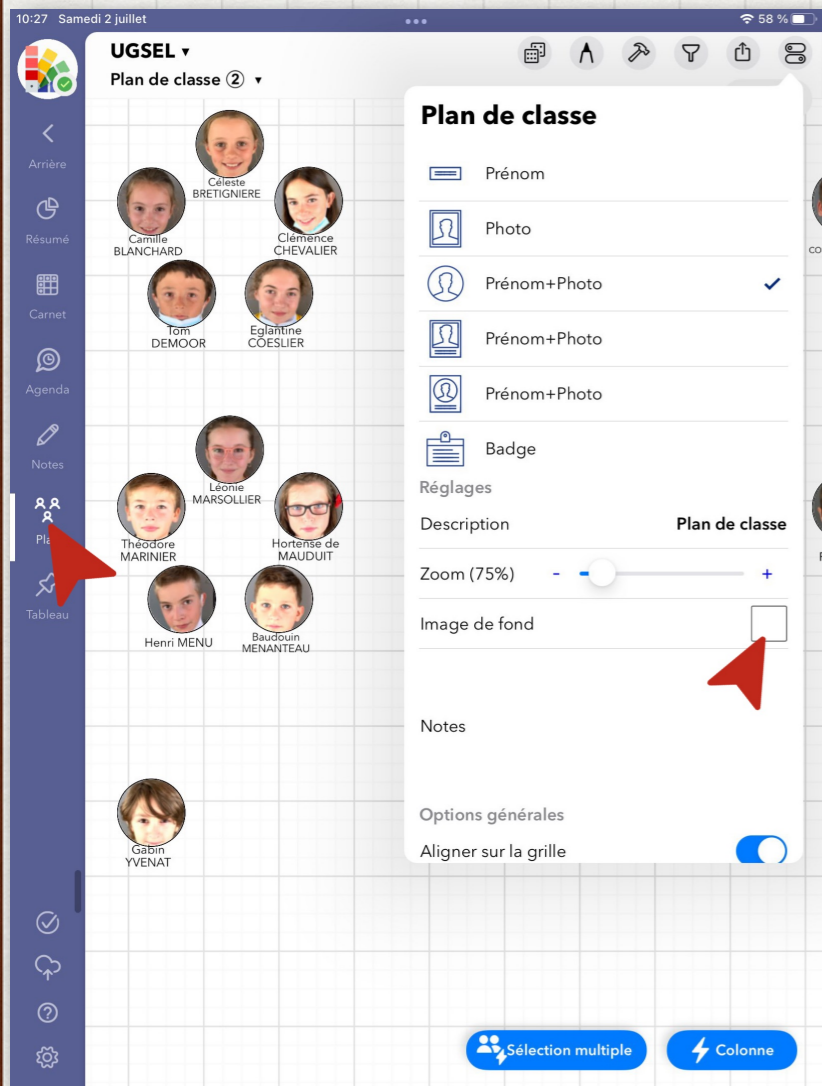 10:27 Samedi 2 juillet
58 %
UGSEL ▾
Plan de classe ② ▾
Arrière
Résumé
Carnet
Agenda
Notes
Tableau
Céleste
BRETIGNIERE
Camille
BLANCHARD
Clémence
CHEVALIER
Tom
DEMOOR
Eglantine
COESLIER
Léonie
MARSOLLIER
Théodore
MARINIER
Hortense de
MAUDUIT
Henri MENU
Baudouin
MENANTEAU
Gabin
YVENAT
Plan de classe
Prénom
Photo
Prénom+Photo
Prénom+Photo
Prénom+Photo
Badge
Réglages
Description Plan de classe
Zoom (75%) - +
Image de fond
Notes
Options générales
Aligner sur la grille
Sélection multiple
Colonne